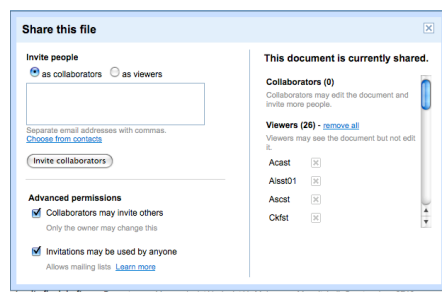 Share this file
Invite people
as collaborators as viewers
Separate email addresses with commas.
Choose from contacts
Invite collaborators
Advanced permissions
Collaborators may invite others
Only the owner may change this
Invitations may be used by anyone
Allows mailing lists Learn more
This document is currently shared.
Collaborators (0)
Collaborators may edit the document and
invite more people.
Viewers (26) - remove all
Viewers may see the document but not edit
it.
Acast
Alsst01
Ascst
Ckfst